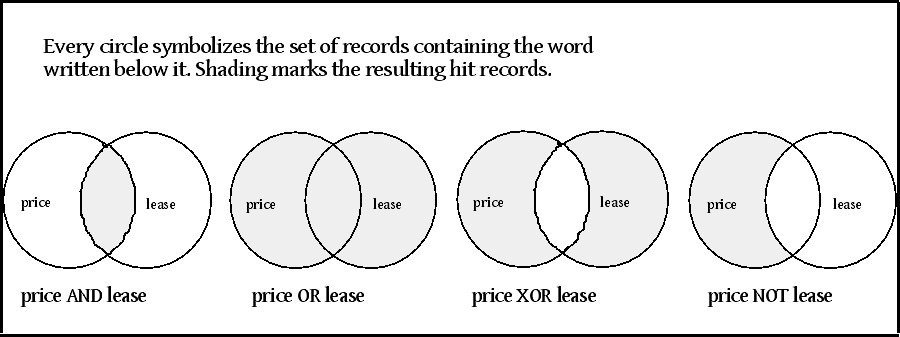 Every circle symbolizes the set of records containing the word
written below it. Shading marks the resulting hit records.
price lease
price lease
price lease
price lease
price AND lease
price OR lease
price XOR lease
price NOT lease